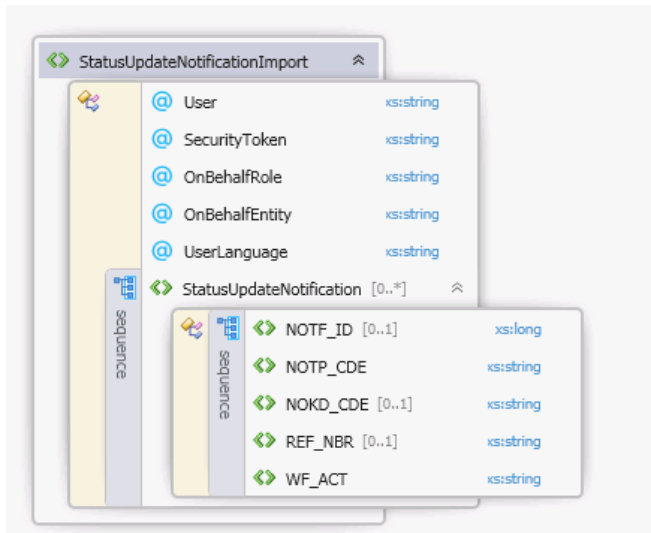 StatusUpdateNotificationImport
@ User xs:string
@ SecurityToken xs:string
@ OnBehalfRole xs:string
@ OnBehalfEntity xs:string
@ UserLanguage xs:string
StatusUpdateNotification [0..*]
sequence
NOTF_ID [0..1] xs:long
NOTP_CDE xs:string
NOKD_CDE [0..1] xs:string
REF_NBR [0..1] xs:string
WF_ACT xs:string
sequence